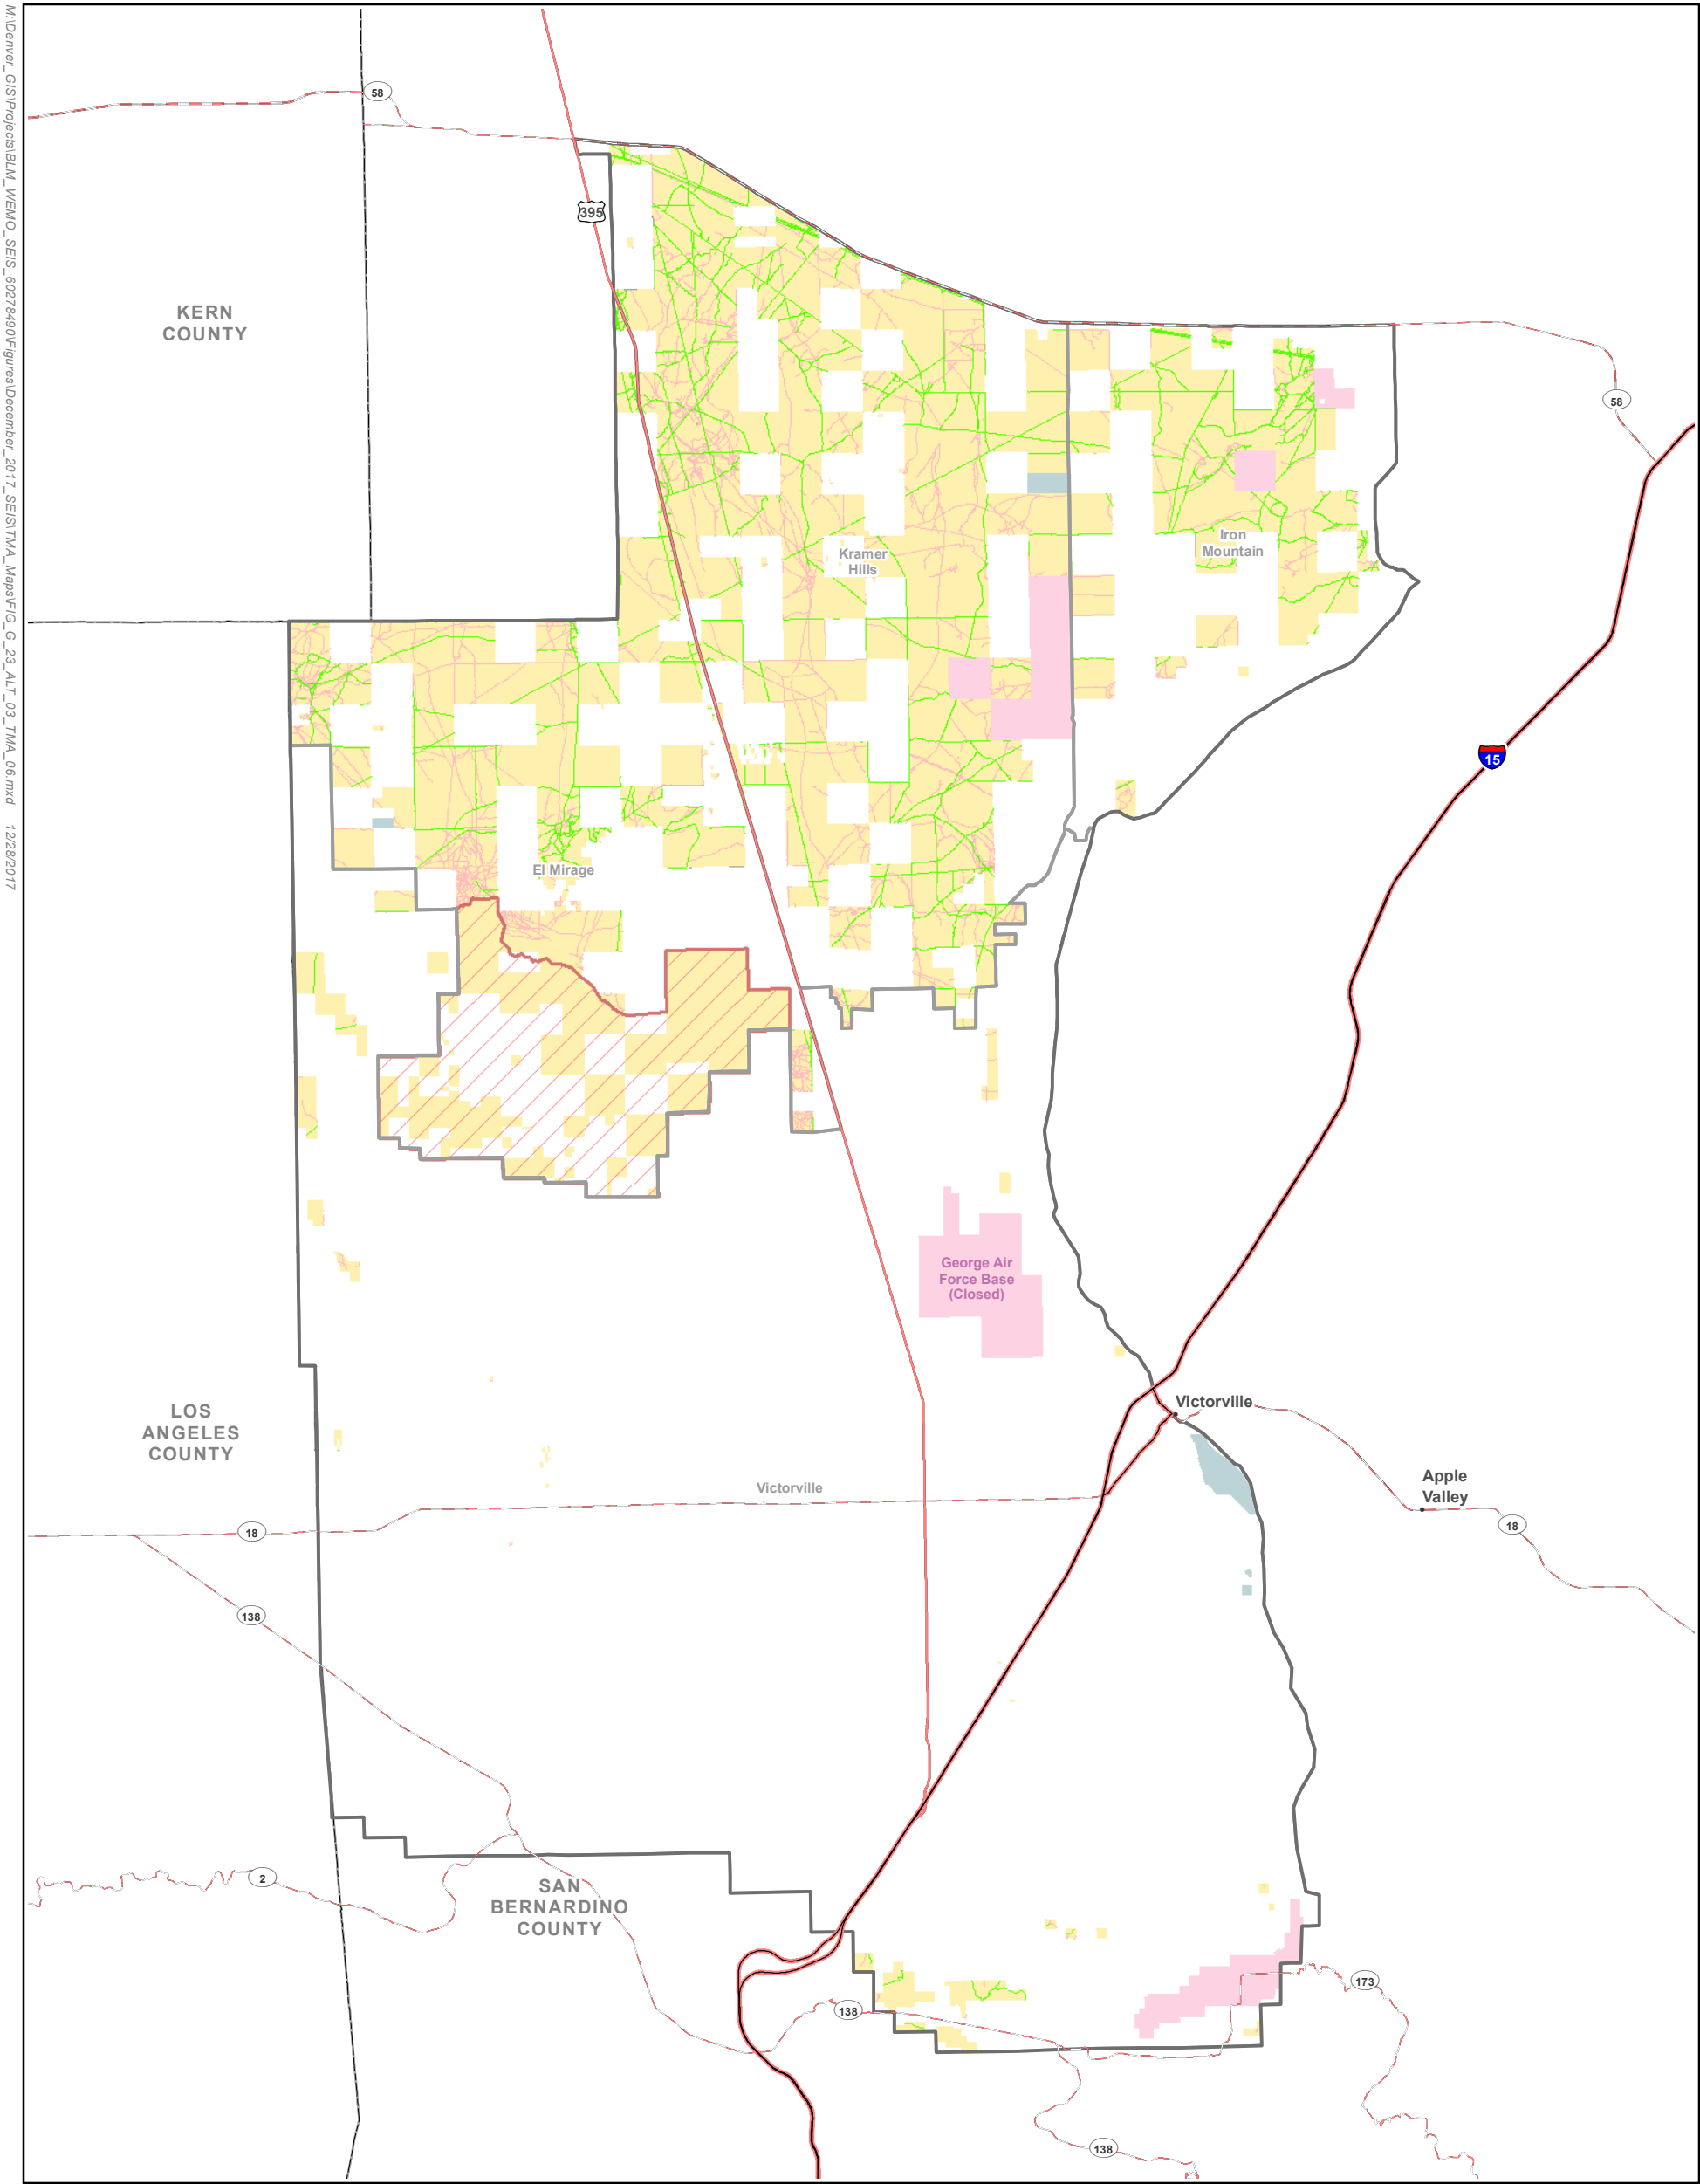 M:\Denver_GIS\Projects\BLM_WEMO_SEIS_60278490\Figures\December_2017_SEIS\TMA_Maps\FIG_G_23_ALT_03_TMA_06.mxd 12/28/2017
58
395
KERN
COUNTY
58
Iron
Mountain
Kramer
Hills
15
El Mirage
George Air
Force Base
(Closed)
Victorville
LOS
ANGELES
COUNTY
Apple
Valley
Victorville
18
18
138
2
SAN
BERNARDINO
COUNTY
173
138
138